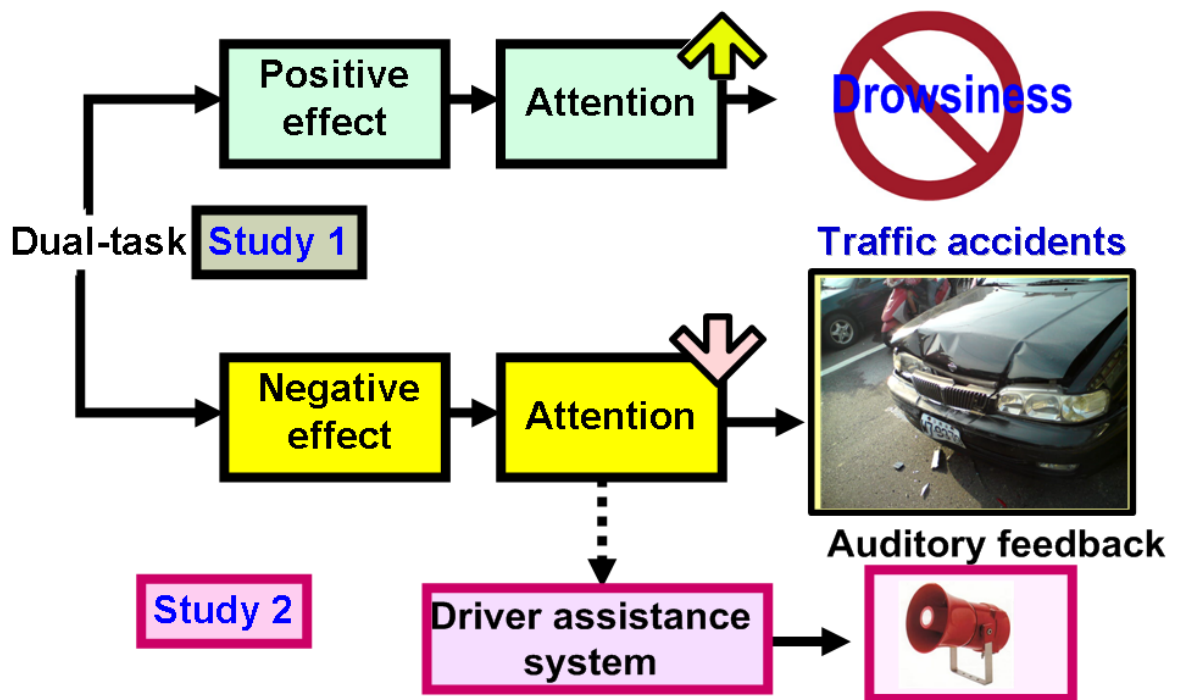 Positive
effect
Attention
Drowsiness
Dual-task
Study 1
Traffic accidents
Negative
effect
Attention
Auditory feedback
Study 2
Driver assistance
system